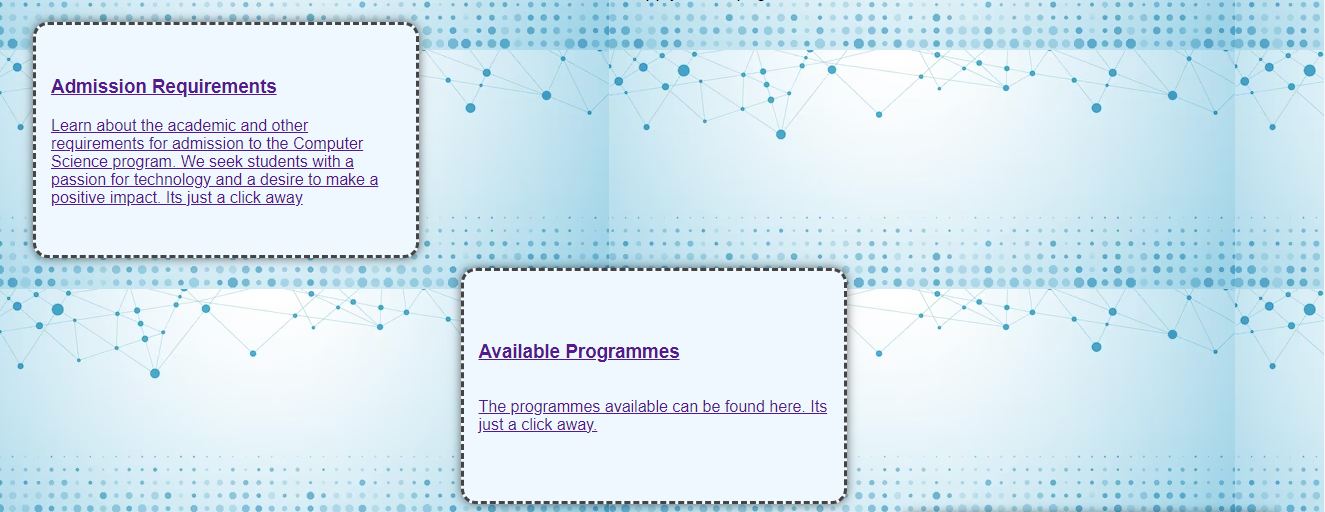 Admission Requirements
Learn about the academic and other
requirements for admission to the Computer
Science program. We seek students with a
passion for technology and a desire to make a
positive impact. Its just a click away
Available Programmes
The programmes available can be found here. Its
just a click away.